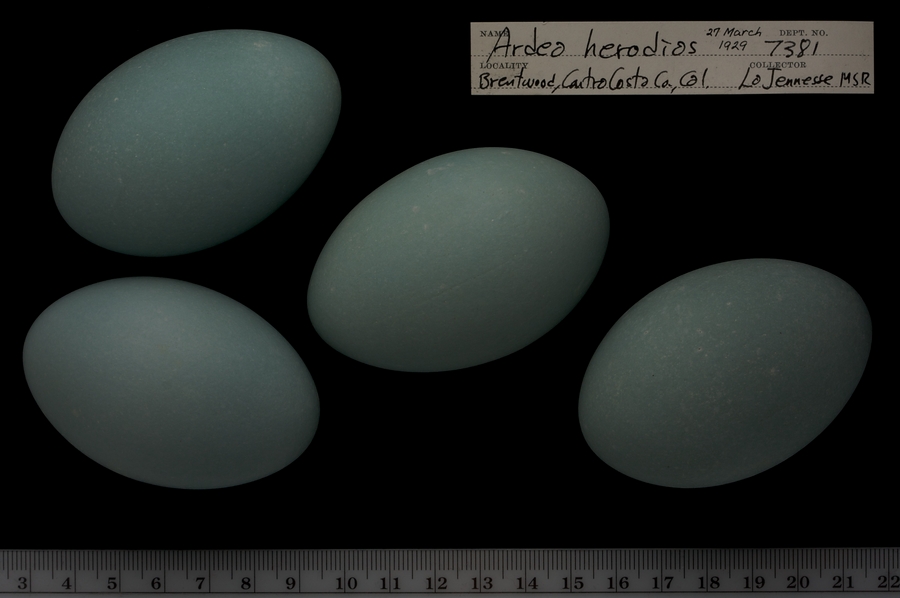 NAME Ardea herodias 27 March 1929 DEPT. NO. 7381
LOCALITY COLLECTOR
Brentwood, Contra Costa Co., Cal. La Jennesse MSR
3 4 5 6 7 8 9 10 11 12 13 14 15 16 17 18 19 20 21 22